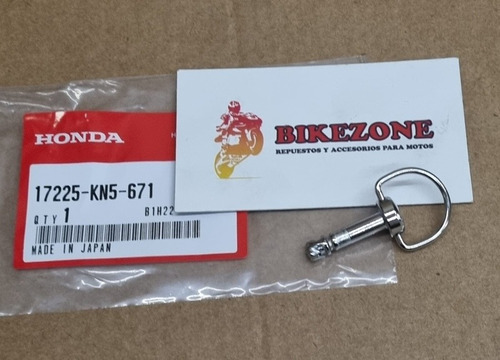 HONDA
17225-KN5-671
QTY 1
B1H22
MADE IN JAPAN
BIKEZONE
REPUESTOS Y ACCESORIOS PARA MOTOS